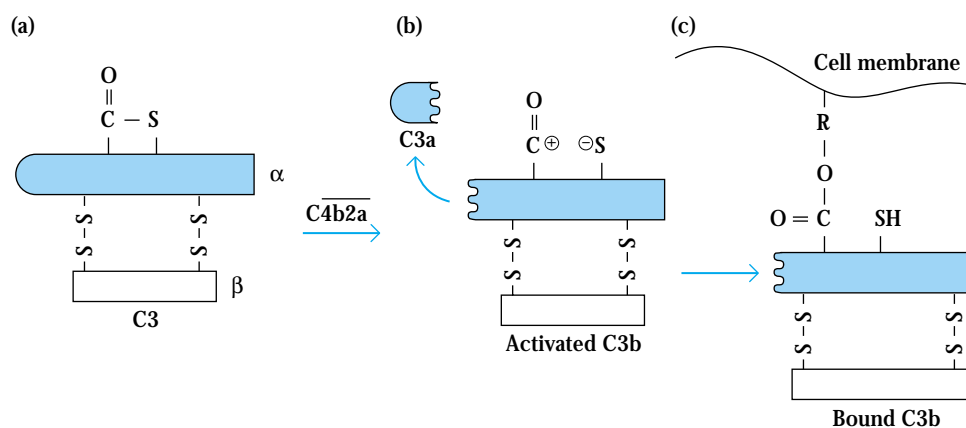 (a)
O
||
C – S
α
S
S
S
S
β
C3
C4b2a
(b)
C3a
O
||
C ⊕ ⊖S
S
S
S
S
Activated C3b
(c)
Cell membrane
R
O
O = C
SH
S
S
S
S
Bound C3b